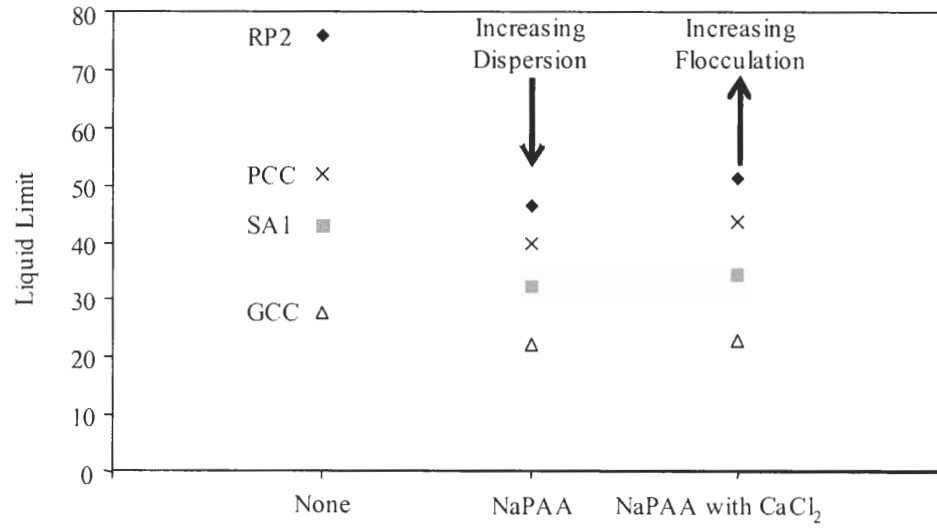 80
70
60
50
40
30
20
10
0
Liquid Limit
RP2
PCC
SA1
GCC
Increasing
Dispersion
Increasing
Flocculation
None
NaPAA
NaPAA with CaCl₂